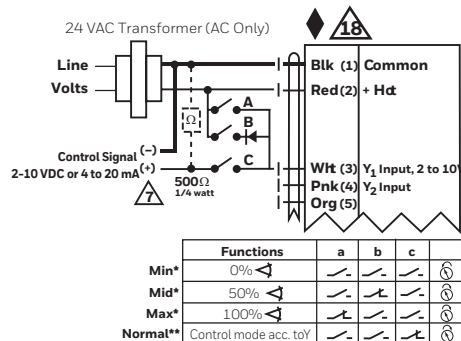 24 VAC Transformer (AC Only)
18
Line
Volts
Blk (1) Common
Red(2) + Hot
A
B
C
Ω
Control Signal (–)
2-10 VDC or 4 to 20 mA (+)
7
500Ω
1/4 watt
Wht (3) Y1 Input, 2 to 10V
Pnk (4) Y2 Input
Org (5)
Functions a b c
Min* 0%
Mid* 50%
Max* 100%
Normal** Control mode acc. toY